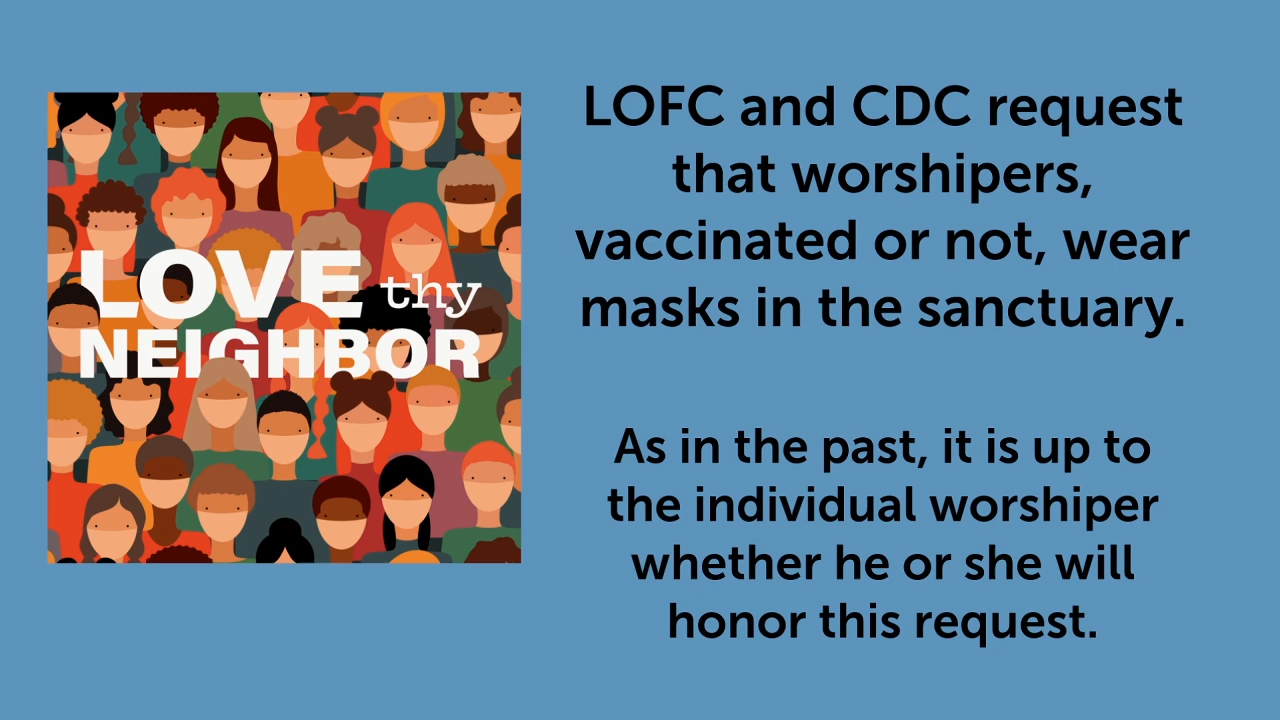 LOVE thy
NEIGHBOR
LOFC and CDC request
that worshipers,
vaccinated or not, wear
masks in the sanctuary.
As in the past, it is up to
the individual worshiper
whether he or she will
honor this request.